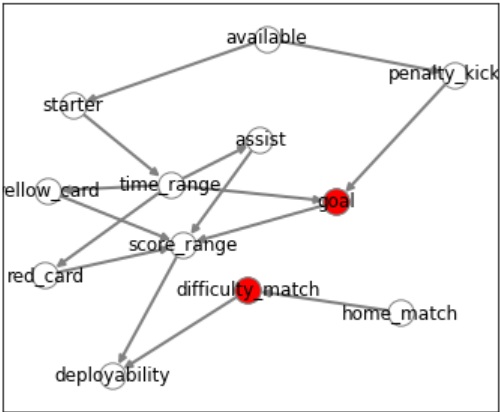 available
penalty_kick
starter
assist
time_range
ellow_card
goal
score_range
red_card
difficulty_match
home_match
deployability